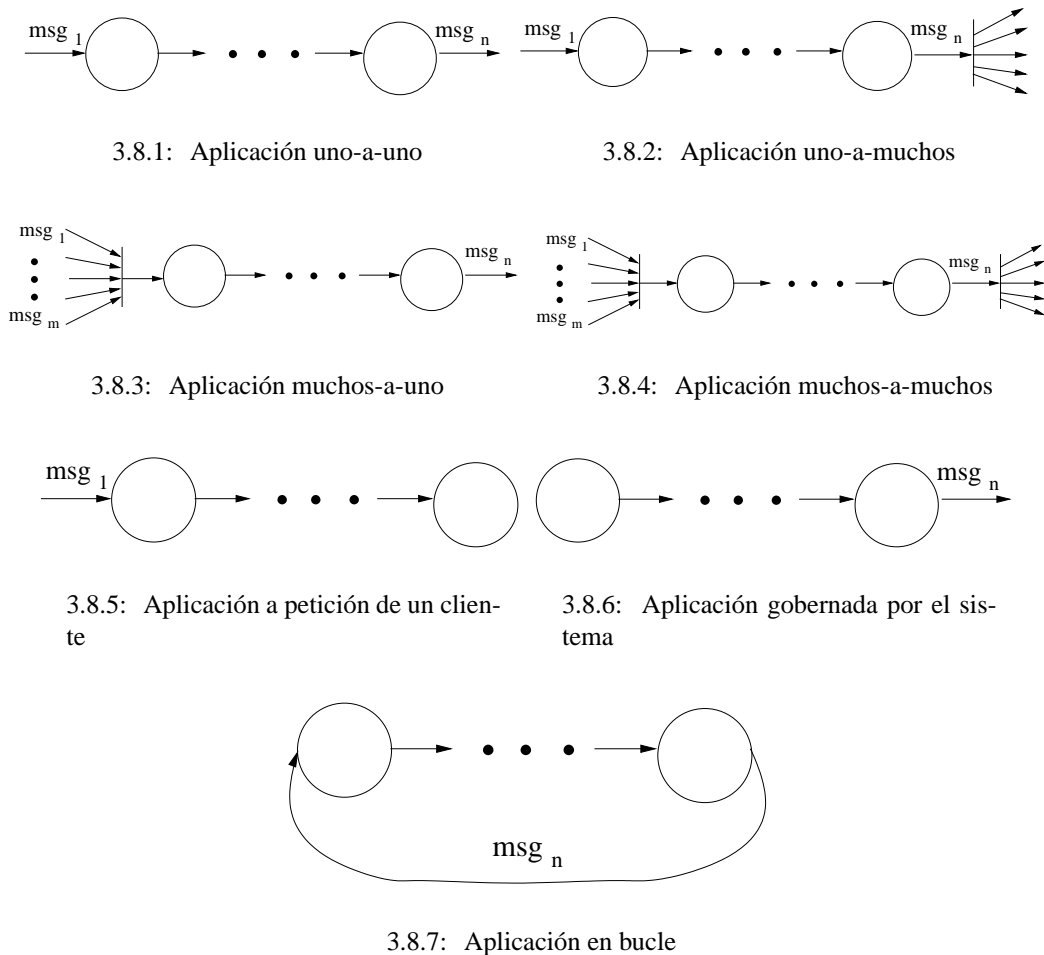 msg 1 msg n msg 1 msg n
3.8.1: Aplicación uno-a-uno
3.8.2: Aplicación uno-a-muchos
msg 1
msg m
msg n
msg 1
msg m
msg n
3.8.3: Aplicación muchos-a-uno
3.8.4: Aplicación muchos-a-muchos
msg 1
msg n
3.8.5: Aplicación a petición de un clien-
te
3.8.6: Aplicación gobernada por el sis-
tema
msg n
3.8.7: Aplicación en bucle